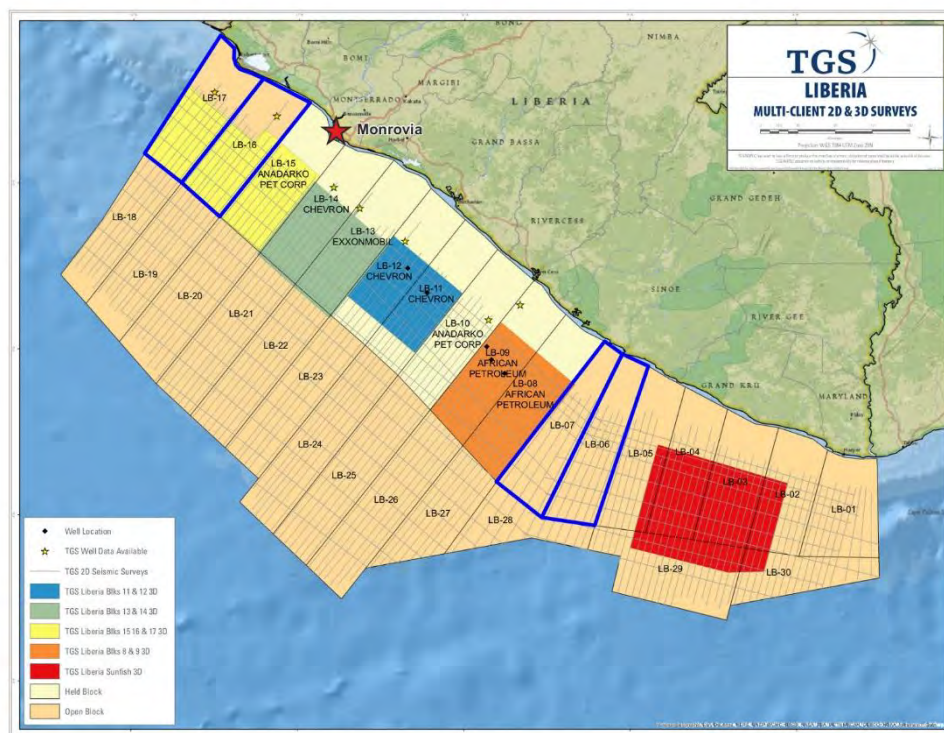 TGS
LIBERIA
MULTI-CLIENT 2D & 3D SURVEYS
BONG
NIMBA
BOMI
MARGIBI
MONTSERRADO
LIBERIA
Monrovia
GRAND BASSA
GRAND GEDEH
RIVERCESS
SINOE
RIVER GEE
GRAND KRU
MARYLAND
LB-17
LB-16
LB-15
ANADARKO
PET CORP
LB-14
CHEVRON
LB-13
EXXONMOBIL
LB-12
CHEVRON
LB-11
CHEVRON
LB-10
ANADARKO
PET CORP
LB-09
AFRICAN
PETROLEUM
LB-08
AFRICAN
PETROLEUM
LB-07
LB-06
LB-05
LB-04
LB-03
LB-02
LB-01
LB-18
LB-19
LB-20
LB-21
LB-22
LB-23
LB-24
LB-25
LB-26
LB-27
LB-28
LB-29
LB-30
Well Location
TGS Well Data Available
TGS 2D Seismic Surveys
TGS Liberia Blks 11 & 12 3D
TGS Liberia Blks 13 & 14 3D
TGS Liberia Blks 15 16 & 17 3D
TGS Liberia Blks 8 & 9 3D
TGS Liberia Sunfish 3D
Held Block
Open Block